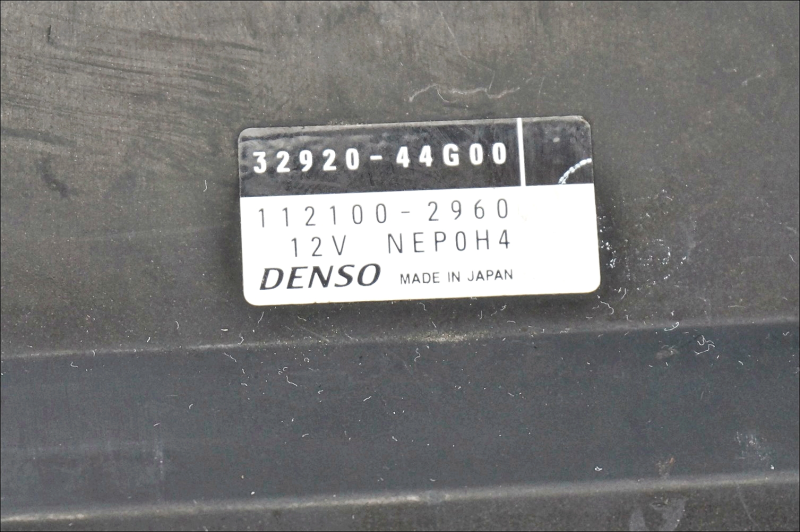 32920-44G00
112100-2960
12V NEP0H4
DENSO MADE IN JAPAN